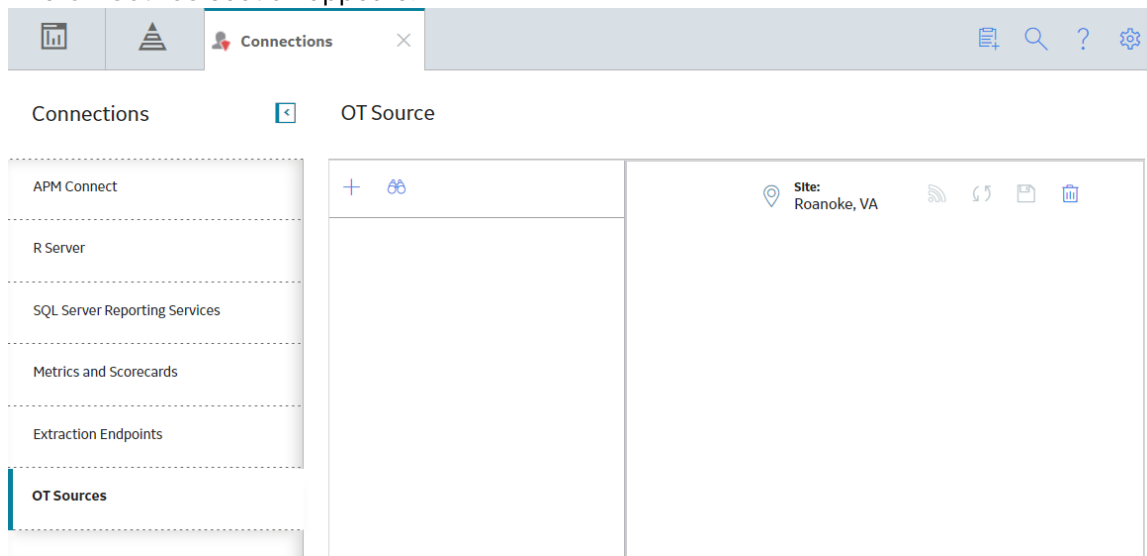 Connections
Connections
OT Source
APM Connect
Site:
Roanoke, VA
R Server
SQL Server Reporting Services
Metrics and Scorecards
Extraction Endpoints
OT Sources